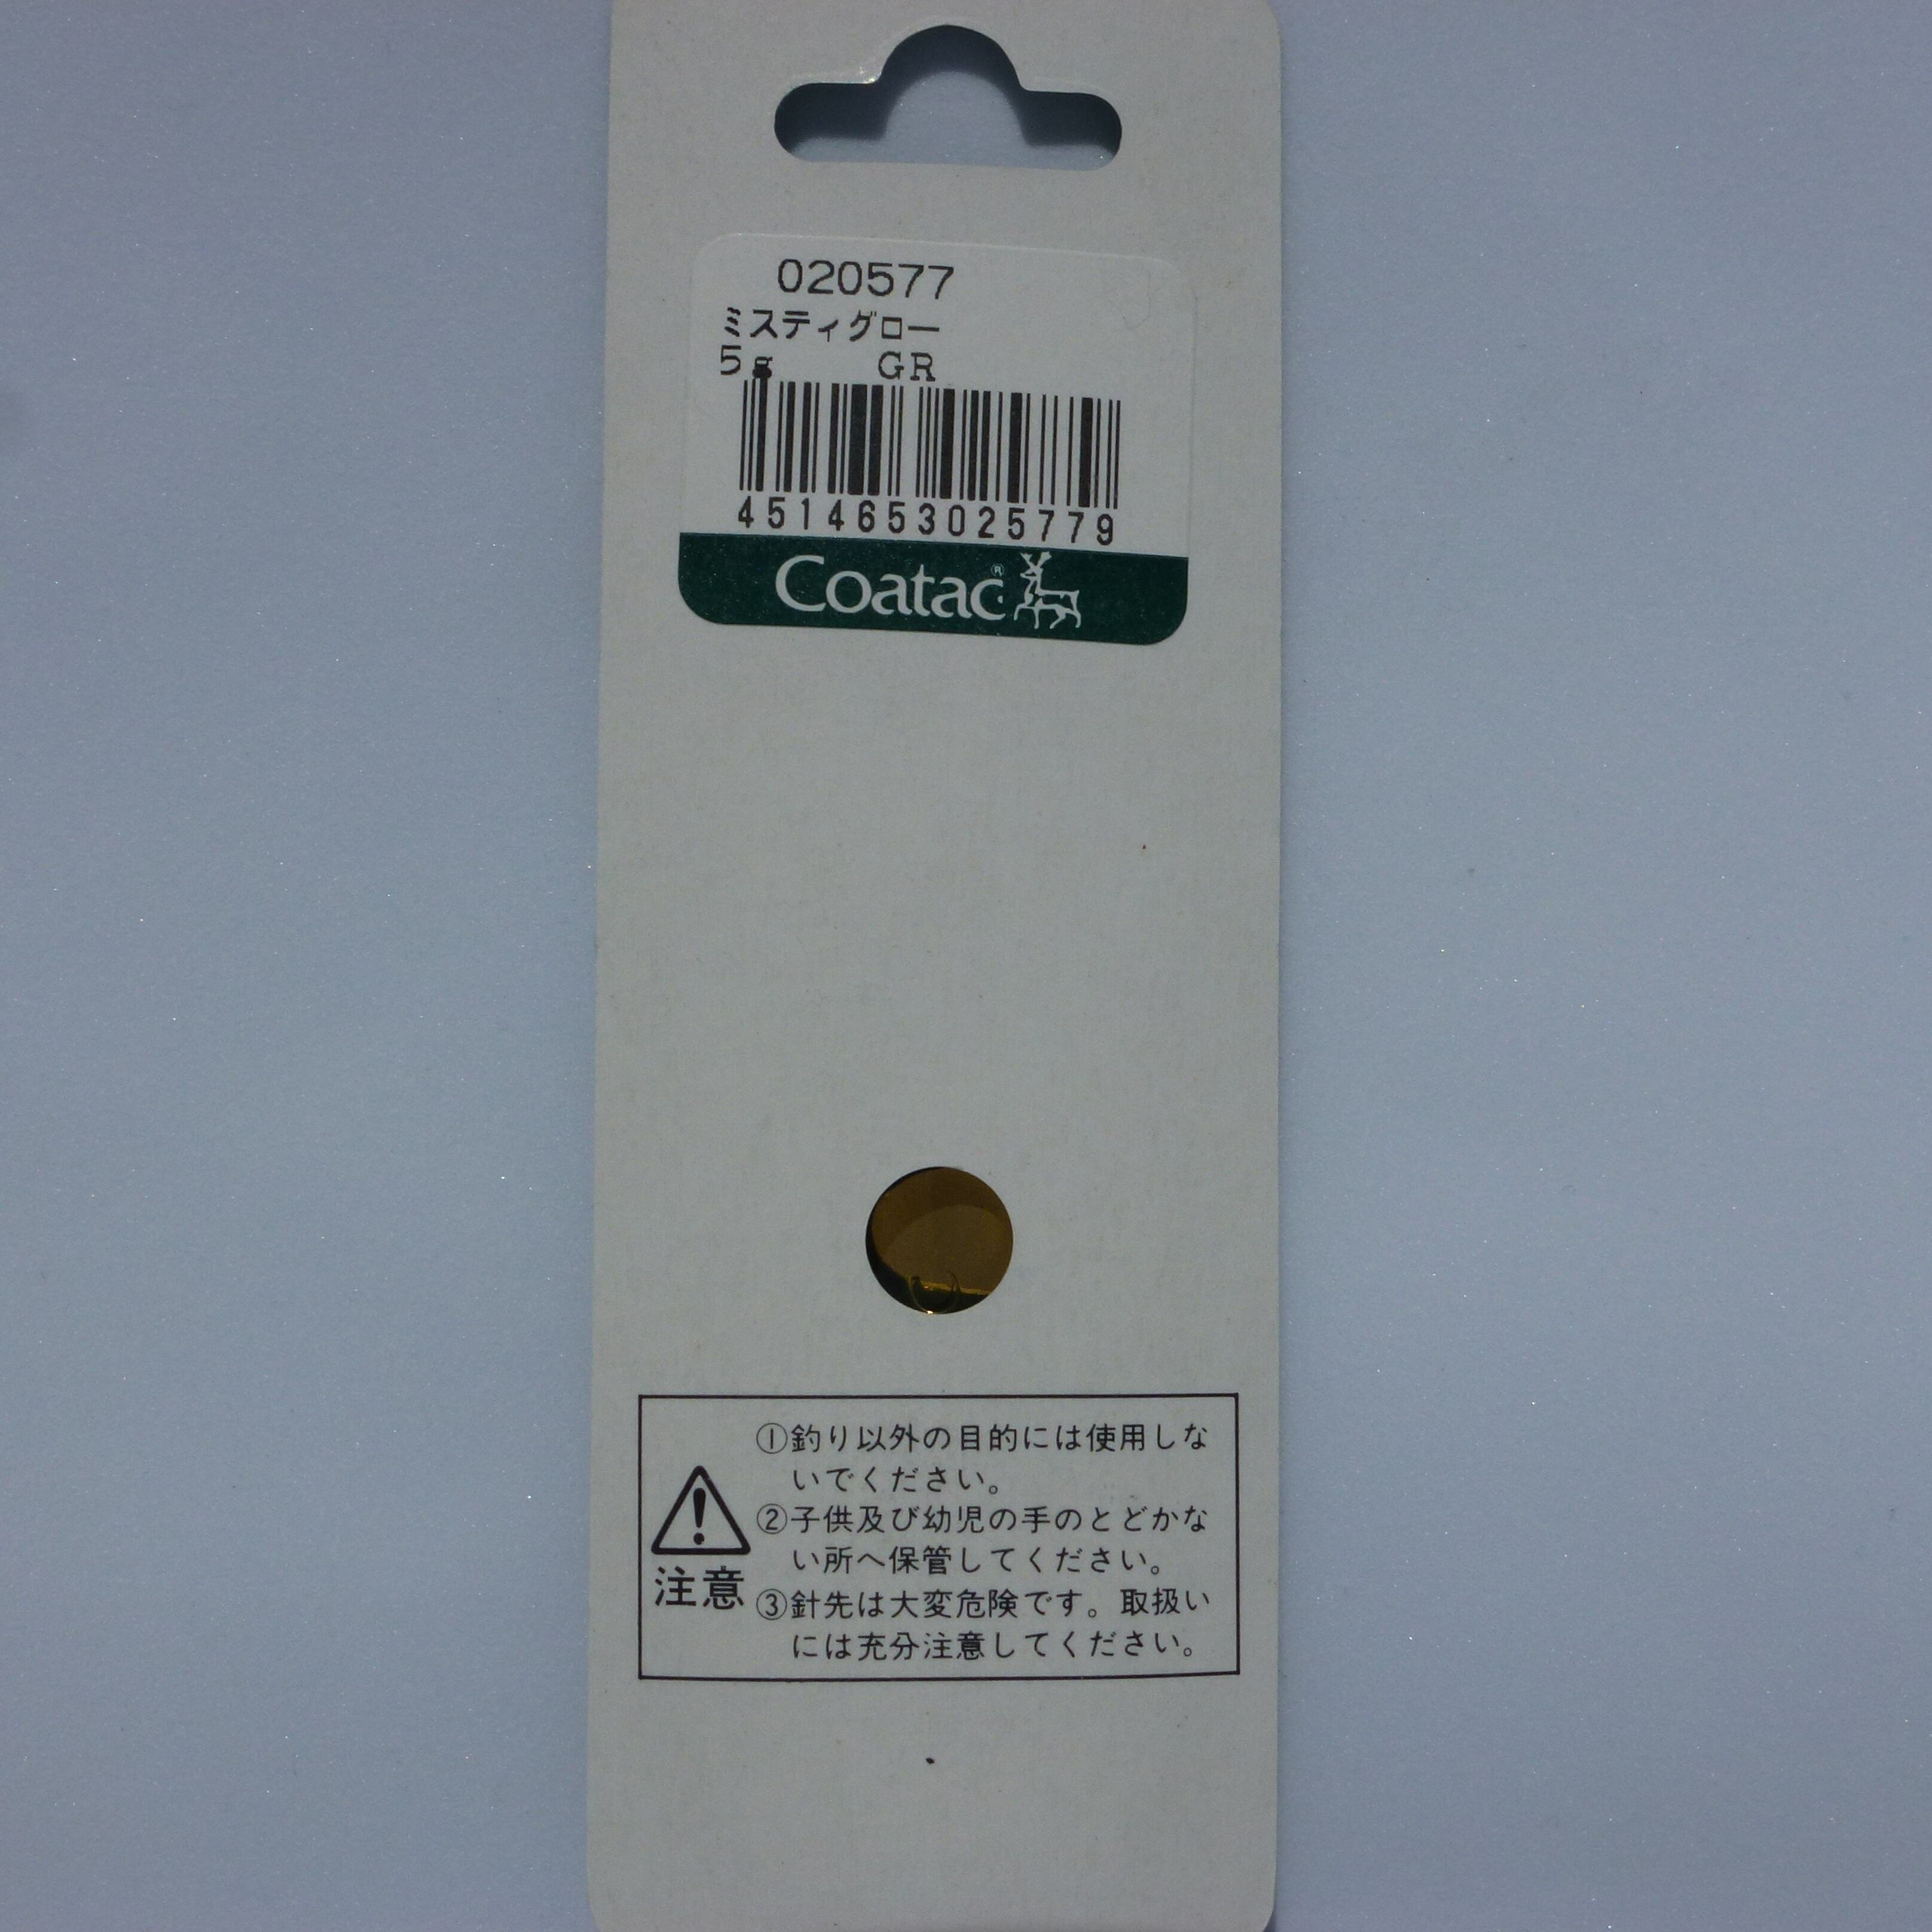 020577
ミスティグロー
5g GR
4514653025779
Coatac®
①釣り以外の目的には使用しな
いでください。
②子供及び幼児の手のとどかな
い所へ保管してください。
③針先は大変危険です。取扱い
には充分注意してください。
注意